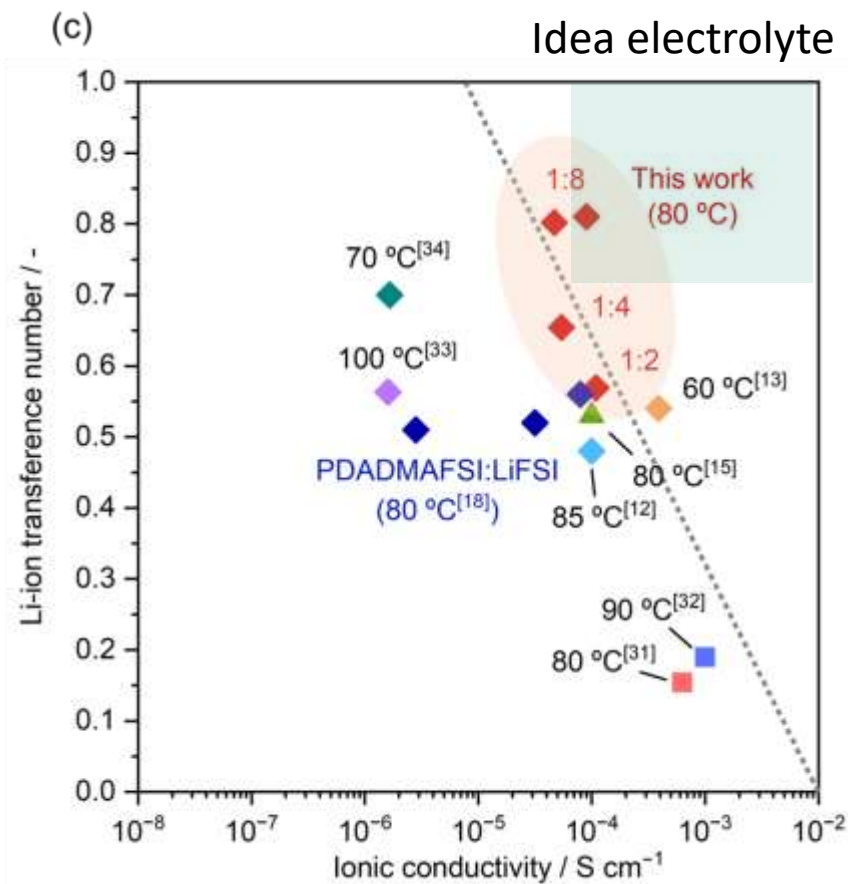 (c)
Idea electrolyte
1.0
0.9
0.8
0.7
0.6
0.5
0.4
0.3
0.2
0.1
0.0
Li-ion transference number / -
1:8
This work
(80 ºC)
70 ºC[34]
1:4
100 ºC[33]
1:2
60 ºC[13]
PDADMAFSI:LiFSI
(80 ºC[18])
80 ºC[15]
85 ºC[12]
90 ºC[32]
80 ºC[31]
10⁻⁸ 10⁻⁷ 10⁻⁶ 10⁻⁵ 10⁻⁴ 10⁻³ 10⁻²
Ionic conductivity / S cm⁻¹